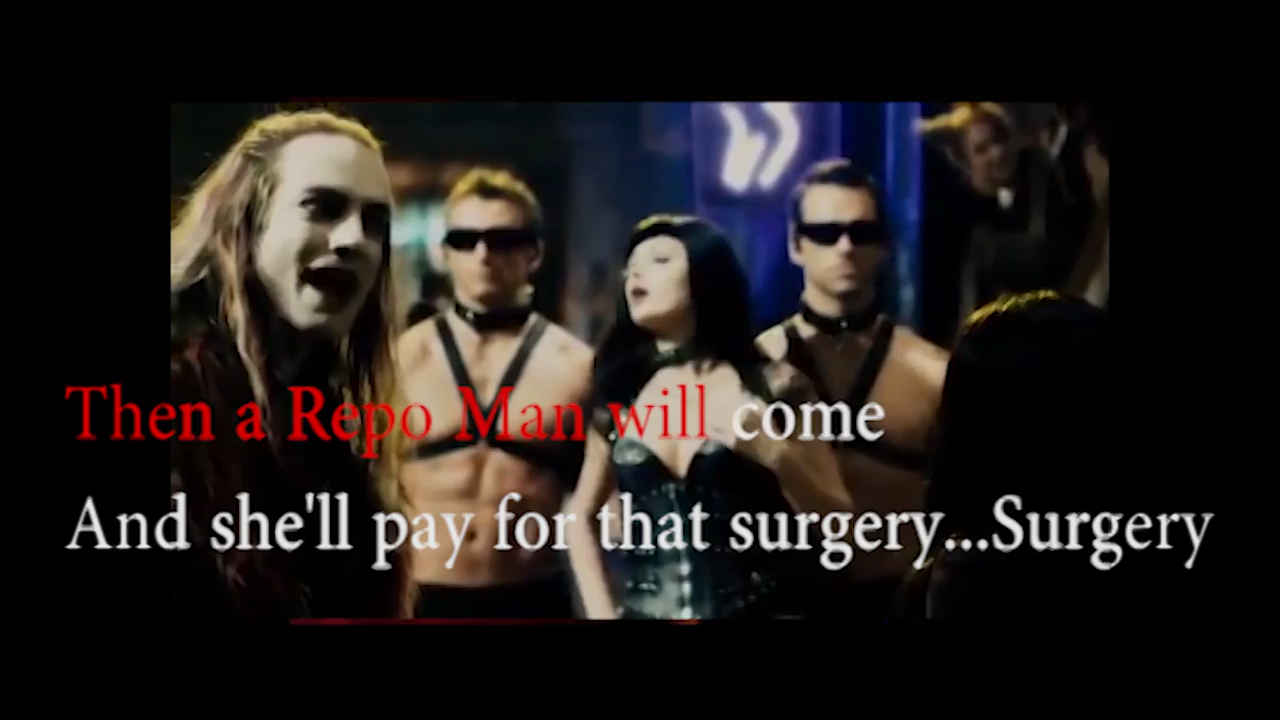 Then a Repo Man will come
And she'll pay for that surgery...Surgery